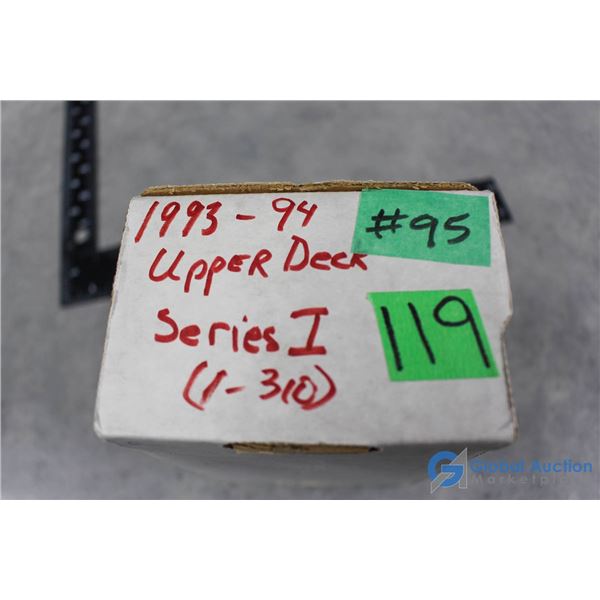 1993-94
#95
Upper Deck
119
Series I
(1-310)
Global Auction
Marketplace